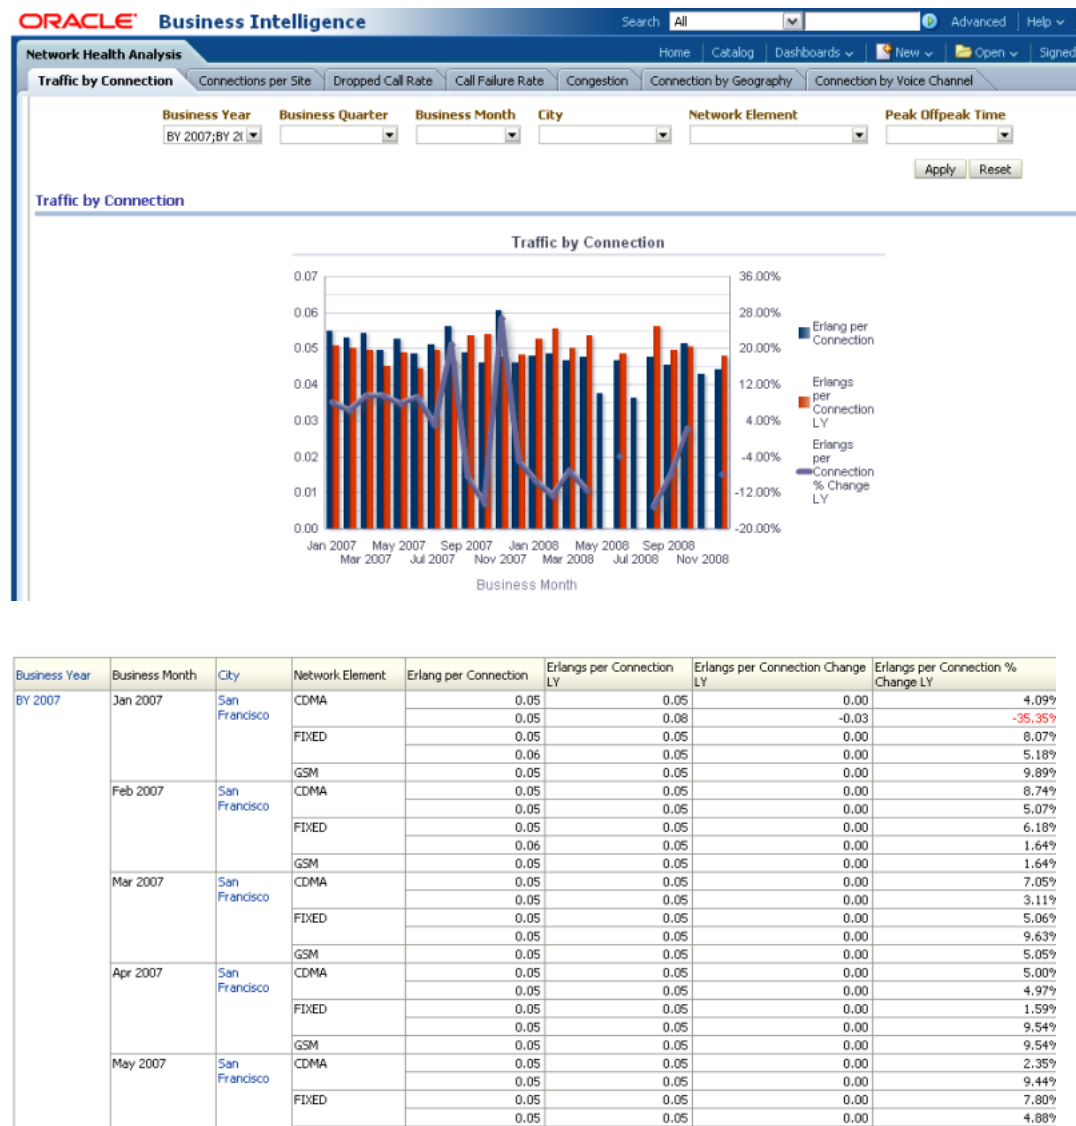 ORACLE Business Intelligence
Search All Advanced Help
Network Health Analysis Home Catalog Dashboards New Open Signed
Traffic by Connection Connections per Site Dropped Call Rate Call Failure Rate Congestion Connection by Geography Connection by Voice Channel
Business Year Business Quarter Business Month City Network Element Peak Offpeak Time
BY 2007;BY 2(
Apply Reset
Traffic by Connection
Traffic by Connection
0.07 36.00%
0.06 28.00%
0.05 20.00%
0.04 12.00%
0.03 4.00%
0.02 -4.00%
0.01 -12.00%
0.00 -20.00%
Erlang per
Connection
Erlangs
per
Connection
LY
Erlangs
per
Connection
% Change
LY
Jan 2007 May 2007 Sep 2007 Jan 2008 May 2008 Sep 2008
Mar 2007 Jul 2007 Nov 2007 Mar 2008 Jul 2008 Nov 2008
Business Month
Business Year Business Month City Network Element Erlang per Connection Erlangs per Connection LY Erlangs per Connection Change LY Erlangs per Connection % Change LY
BY 2007 Jan 2007 San Francisco CDMA 0.05 0.05 0.00 4.09%
0.05 0.08 -0.03 -35.35%
FIXED 0.05 0.05 0.00 8.07%
0.06 0.05 0.00 5.18%
GSM 0.05 0.05 0.00 9.89%
Feb 2007 San Francisco CDMA 0.05 0.05 0.00 8.74%
0.05 0.05 0.00 5.07%
FIXED 0.05 0.05 0.00 6.18%
0.06 0.05 0.00 1.64%
GSM 0.05 0.05 0.00 1.64%
Mar 2007 San Francisco CDMA 0.05 0.05 0.00 7.05%
0.05 0.05 0.00 3.11%
FIXED 0.05 0.05 0.00 5.06%
0.05 0.05 0.00 9.63%
GSM 0.05 0.05 0.00 5.05%
Apr 2007 San Francisco CDMA 0.05 0.05 0.00 5.00%
0.05 0.05 0.00 4.97%
FIXED 0.05 0.05 0.00 1.59%
0.05 0.05 0.00 9.54%
GSM 0.05 0.05 0.00 9.54%
May 2007 San Francisco CDMA 0.05 0.05 0.00 2.35%
0.05 0.05 0.00 9.44%
FIXED 0.05 0.05 0.00 7.80%
0.05 0.05 0.00 4.88%